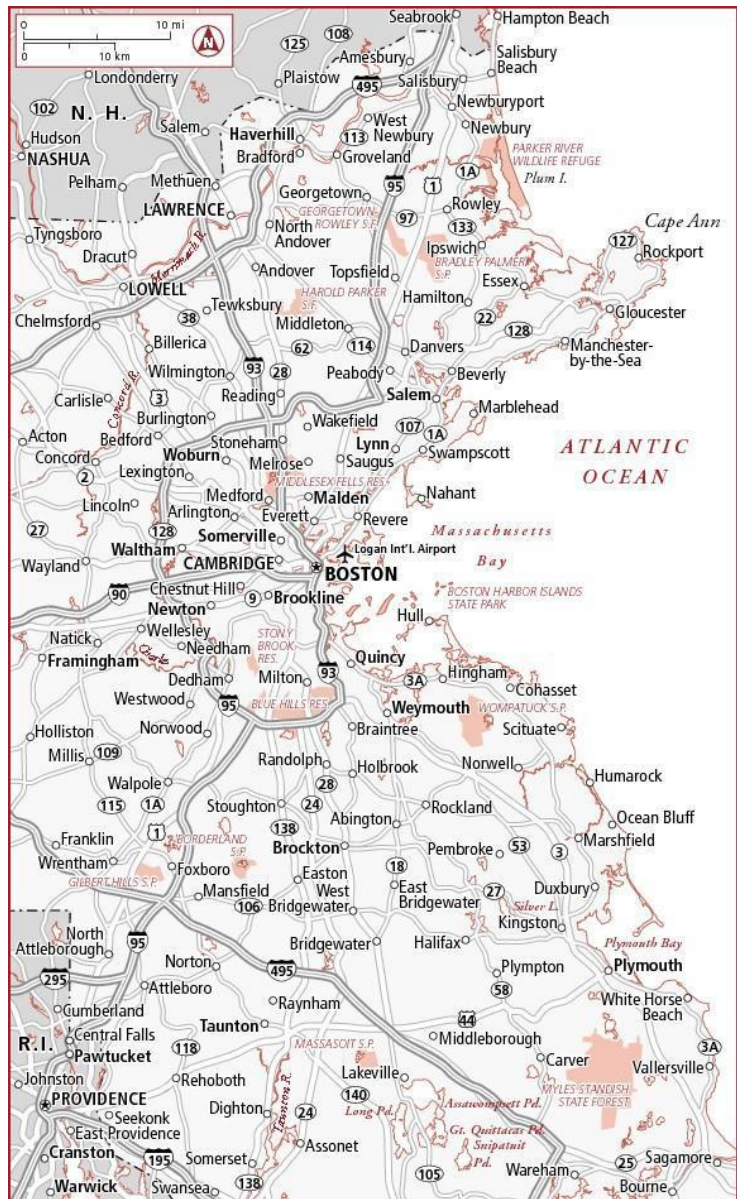 10 mi
10 km
N
Seabrook
Hampton Beach
108
125
Amesbury
Salisbury
Beach
Londonderry
Plaistow
495
Salisbury
102
N. H.
Newburyport
Salem
Haverhill
113
West
Newbury
Newbury
Hudson
NASHUA
Bradford
Groveland
PARKER RIVER
WILDLIFE REFUGE
Plum I.
1A
95
1
Pelham
Methuen
Georgetown
Rowley
LAWRENCE
GEORGETOWN-
ROWLEY S.F.
97
133
Cape Ann
North
Andover
Tyngsboro
Dracut
Merrimack R.
Ipswich
127
Rockport
BRADLEY PALMER
S.P.
Andover
Topsfield
Essex
LOWELL
HAROLD PARKER
S.F.
Hamilton
Tewksbury
Gloucester
Chelmsford
38
Middleton
22
128
Billerica
62
114
Danvers
Manchester-
by-the-Sea
93
28
Wilmington
Peabody
Beverly
Carlisle
Concord R.
3
Reading
Salem
Marblehead
Burlington
Wakefield
107
1A
Acton
Bedford
Stoneham
Lynn
ATLANTIC
OCEAN
Concord
Woburn
Melrose
Saugus
Swampscott
2
Lexington
MIDDLESEX FELLS RES.
Lincoln
Medford
Malden
Nahant
Arlington
Everett
Revere
27
128
Somerville
Massachusetts
Bay
Waltham
Logan Int'l. Airport
Wayland
CAMBRIDGE
BOSTON
90
Chestnut Hill
9
Brookline
BOSTON HARBOR ISLANDS
STATE PARK
Newton
Hull
Natick
Wellesley
STONY
BROOK
RES.
Needham
Charles
Framingham
Quincy
Dedham
Milton
93
3A
Hingham
Cohasset
Westwood
95
BLUE HILLS RES.
Weymouth
WOMPATUCK S.P.
Holliston
Norwood
Braintree
Scituate
Millis
109
Randolph
Holbrook
Norwell
Walpole
28
Humarock
115
1A
Stoughton
24
Rockland
1
138
Abington
Ocean Bluff
Franklin
BORDERLAND
S.P.
Brockton
Marshfield
Wrentham
Pembroke
53
3
GILBERT HILLS S.P.
Foxboro
Easton
18
Mansfield
West
Bridgewater
East
Bridgewater
27
Duxbury
106
Silver L.
Kingston
North
Attleborough
95
Bridgewater
Halifax
Plymouth Bay
Norton
495
Plympton
Plymouth
295
Attleboro
58
Cumberland
Raynham
White Horse
Beach
Central Falls
R.I.
Taunton
44
Middleborough
3A
Pawtucket
118
MASSASOIT S.P.
Carver
Vallersville
Johnston
Rehoboth
Lakeville
MYLES STANDISH
STATE FOREST
PROVIDENCE
Dighton
Taunton R.
140
Assawompsett Pd.
Long Pd.
Seekonk
24
East Providence
Gt. Quittacas Pd.
Snipatuit
Pd.
Assonet
Cranston
195
Somerset
25
Sagamore
105
Wareham
Warwick
Swansea
138
Bourne